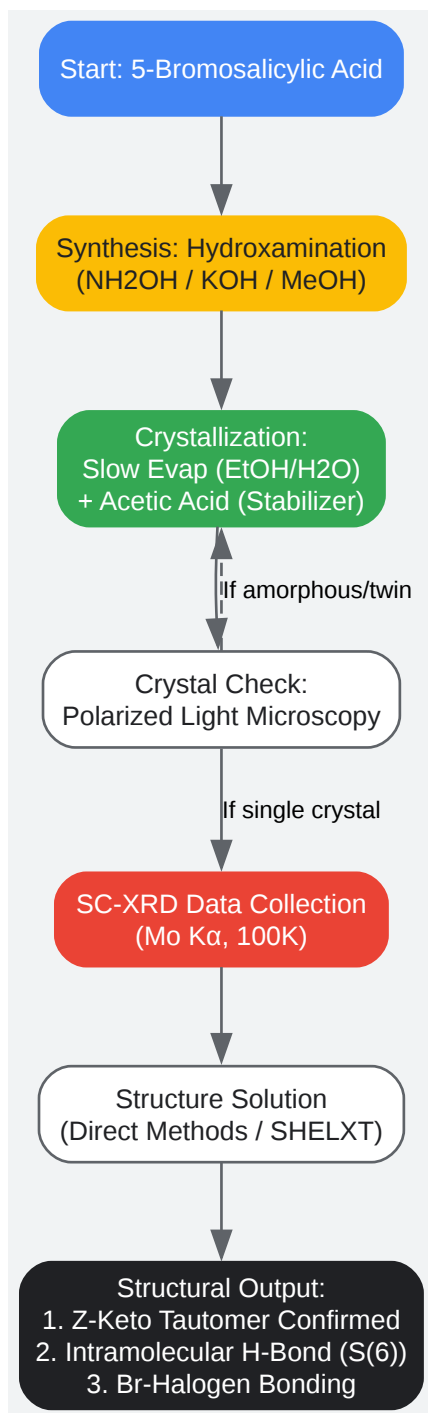 Start: 5-Bromosalicylic Acid
Synthesis: Hydroxamination
(NH2OH / KOH / MeOH)
Crystallization:
Slow Evap (EtOH/H2O)
+ Acetic Acid (Stabilizer)
If amorphous/twin
Crystal Check:
Polarized Light Microscopy
If single crystal
SC-XRD Data Collection
(Mo Kα, 100K)
Structure Solution
(Direct Methods / SHELXT)
Structural Output:
1. Z-Keto Tautomer Confirmed
2. Intramolecular H-Bond (S(6))
3. Br-Halogen Bonding